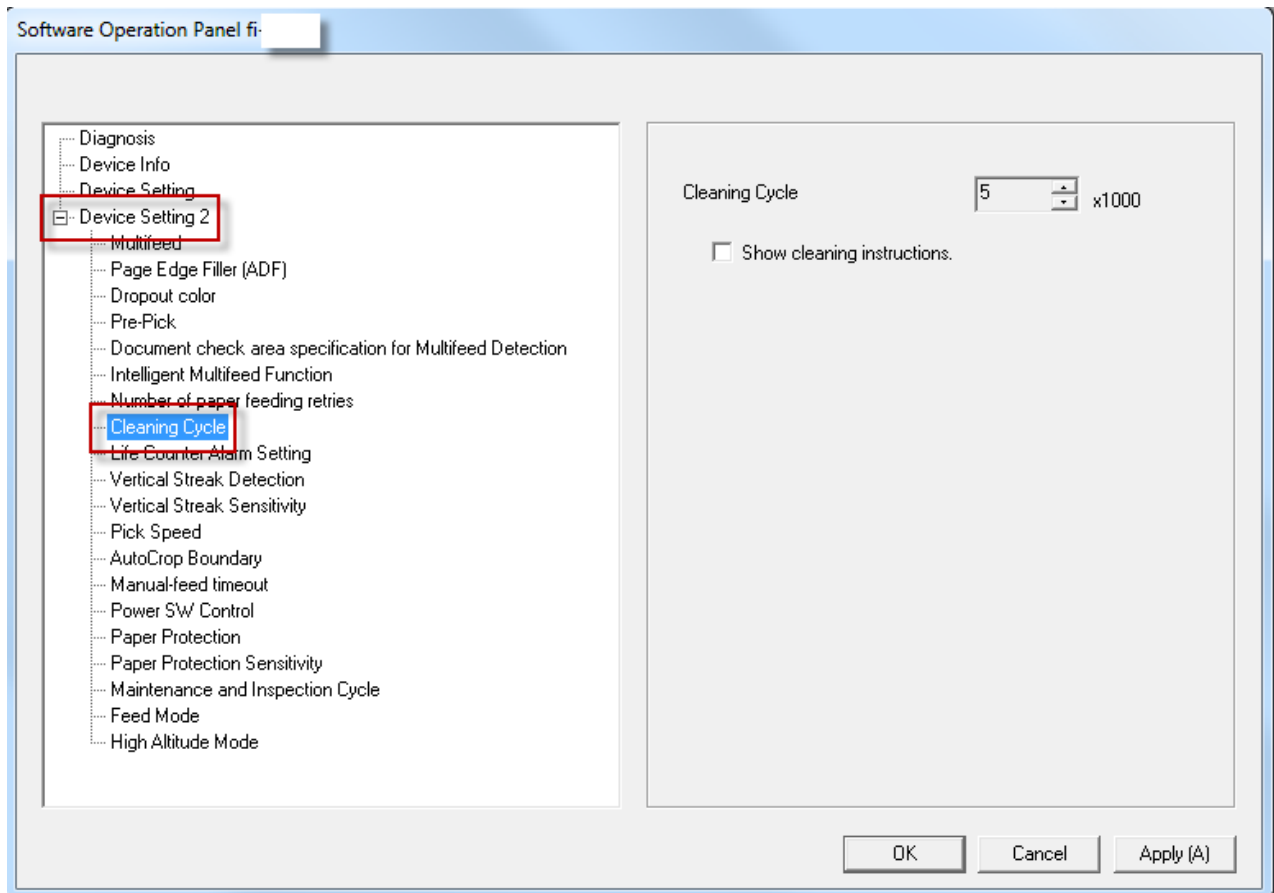 Software Operation Panel fi-
Diagnosis
Device Info
Device Setting
Device Setting 2
Multifeed
Page Edge Filler (ADF)
Dropout color
Pre-Pick
Document check area specification for Multifeed Detection
Intelligent Multifeed Function
Number of paper feeding retries
Cleaning Cycle
Life Counter Alarm Setting
Vertical Streak Detection
Vertical Streak Sensitivity
Pick Speed
AutoCrop Boundary
Manual-feed timeout
Power SW Control
Paper Protection
Paper Protection Sensitivity
Maintenance and Inspection Cycle
Feed Mode
High Altitude Mode
Cleaning Cycle 5 x1000
Show cleaning instructions.
OK Cancel Apply (A)